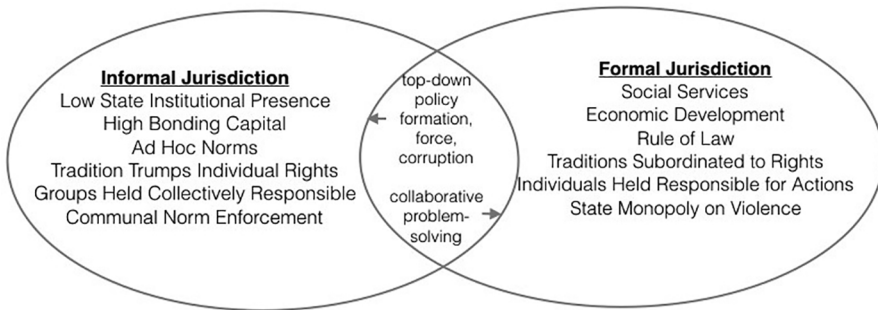 Informal Jurisdiction
Low State Institutional Presence
High Bonding Capital
Ad Hoc Norms
Tradition Trumps Individual Rights
Groups Held Collectively Responsible
Communal Norm Enforcement
top-down
policy
formation,
force,
corruption
collaborative
problem-
solving
Formal Jurisdiction
Social Services
Economic Development
Rule of Law
Traditions Subordinated to Rights
Individuals Held Responsible for Actions
State Monopoly on Violence